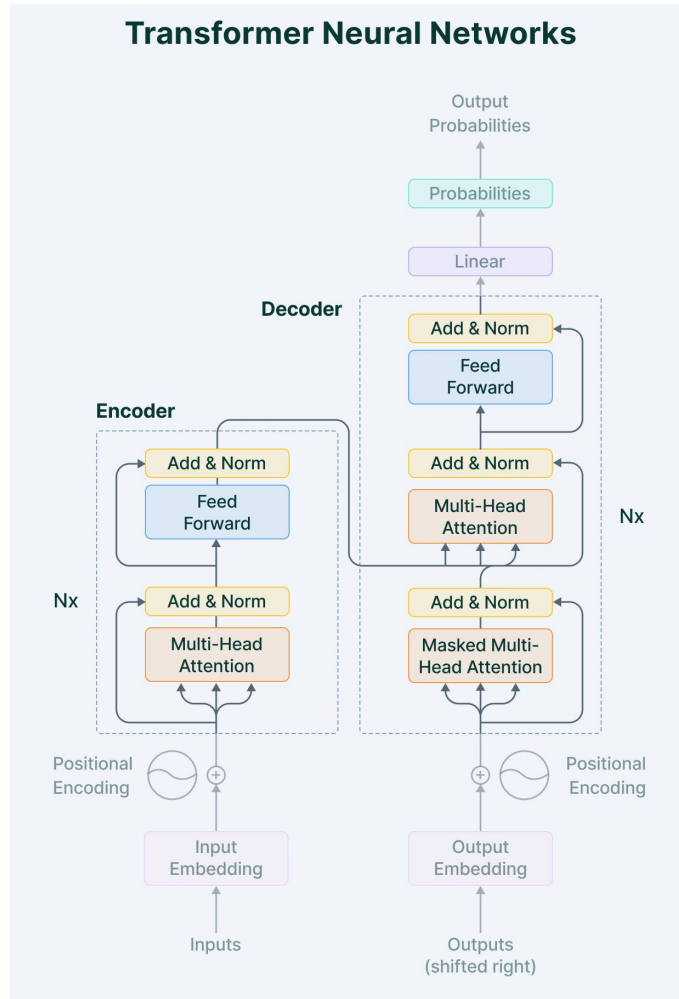 Transformer Neural Networks
Output
Probabilities
Probabilities
Linear
Decoder
Add & Norm
Feed
Forward
Encoder
Add & Norm
Feed
Forward
Add & Norm
Multi-Head
Attention
Nx
Nx
Add & Norm
Multi-Head
Attention
Add & Norm
Masked Multi-
Head Attention
Positional
Encoding
Positional
Encoding
Input
Embedding
Output
Embedding
Inputs
Outputs
(shifted right)